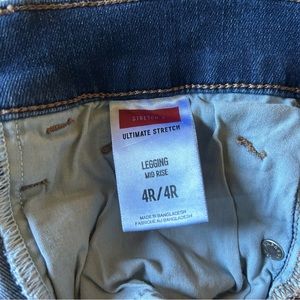 STRETCH
ULTIMATE STRETCH
LEGGING
MID RISE
4R/4R
MADE IN BANGLADESH
FABRIQUÉ AU BANGLADESH